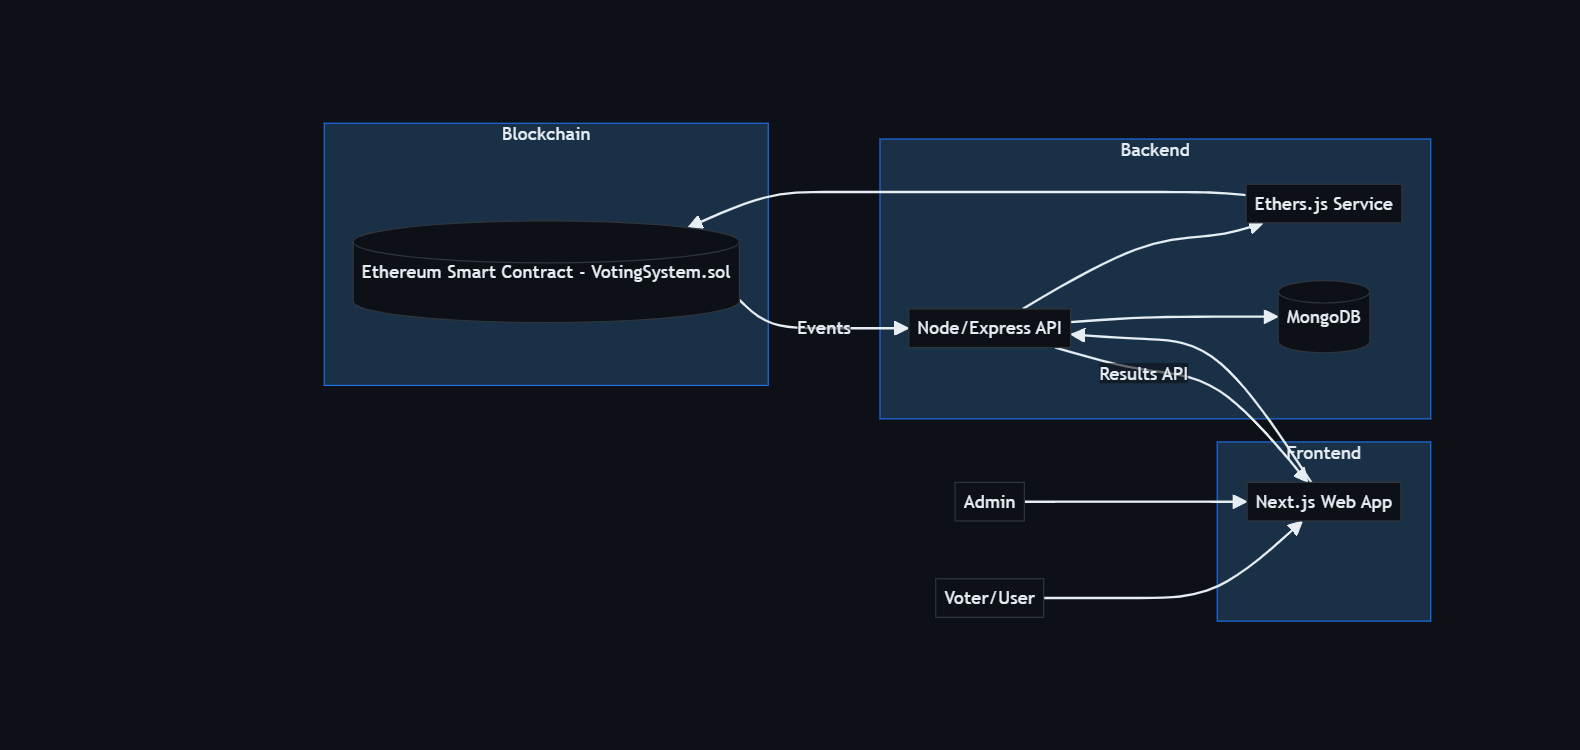 Blockchain
Ethereum Smart Contract - VotingSystem.sol
Events
Backend
Ethers.js Service
Node/Express API
MongoDB
Results API
Frontend
Next.js Web App
Admin
Voter/User